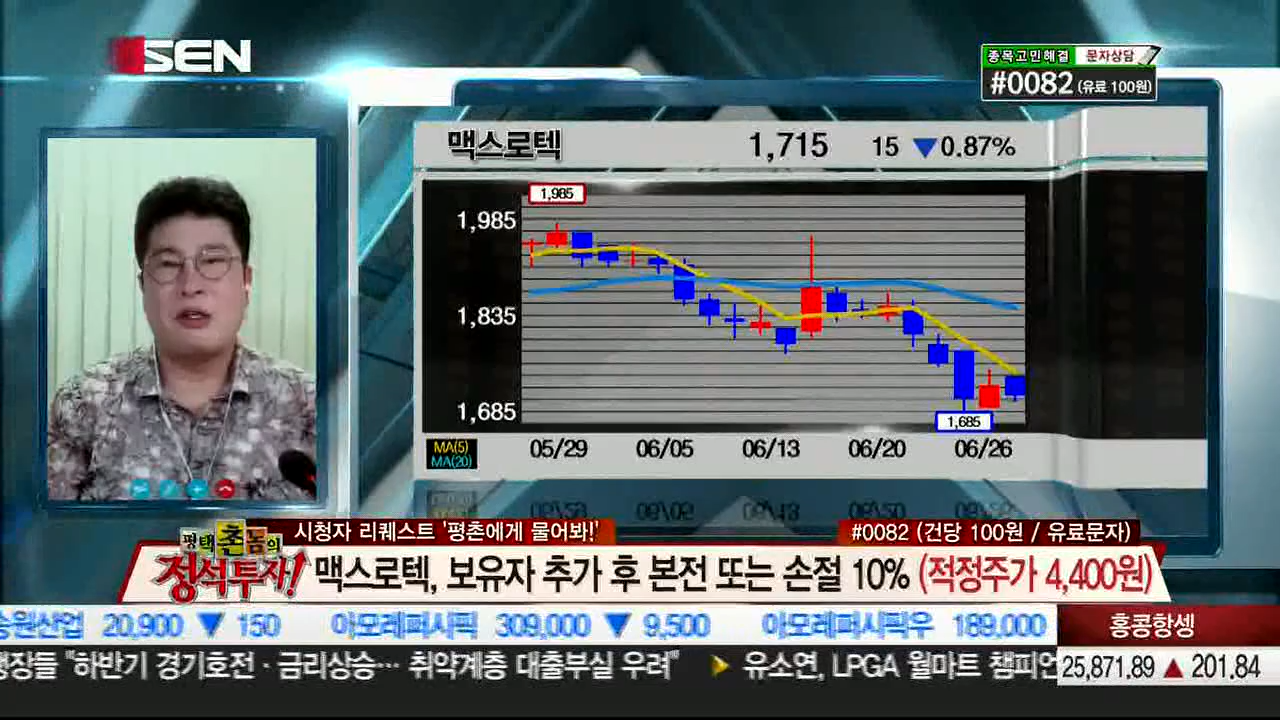 SEN
종목고민해결 문자상담
#0082 (유료 100원)
맥스로텍 1,715 15 ▼0.87%
1,985
1,985
1,835
1,685
1,685
MA(5)
MA(20)
05/29 06/05 06/13 06/20 06/26
시청자 리퀘스트 '평촌에게 물어봐!'
#0082 (건당 100원 / 유료문자)
평택촌놈의
정석투자!
맥스로텍, 보유자 추가 후 본전 또는 손절 10% (적정주가 4,400원)
승원산업 20,900 ▼ 150 아모레퍼시픽 309,000 ▼ 9,500 아모레퍼시픽우 189,000
홍콩항셍
행장들 "하반기 경기호전·금리상승… 취약계층 대출부실 우려" ▶ 유소연, LPGA 월마트 챔피언
25,871.89 ▲ 201.84